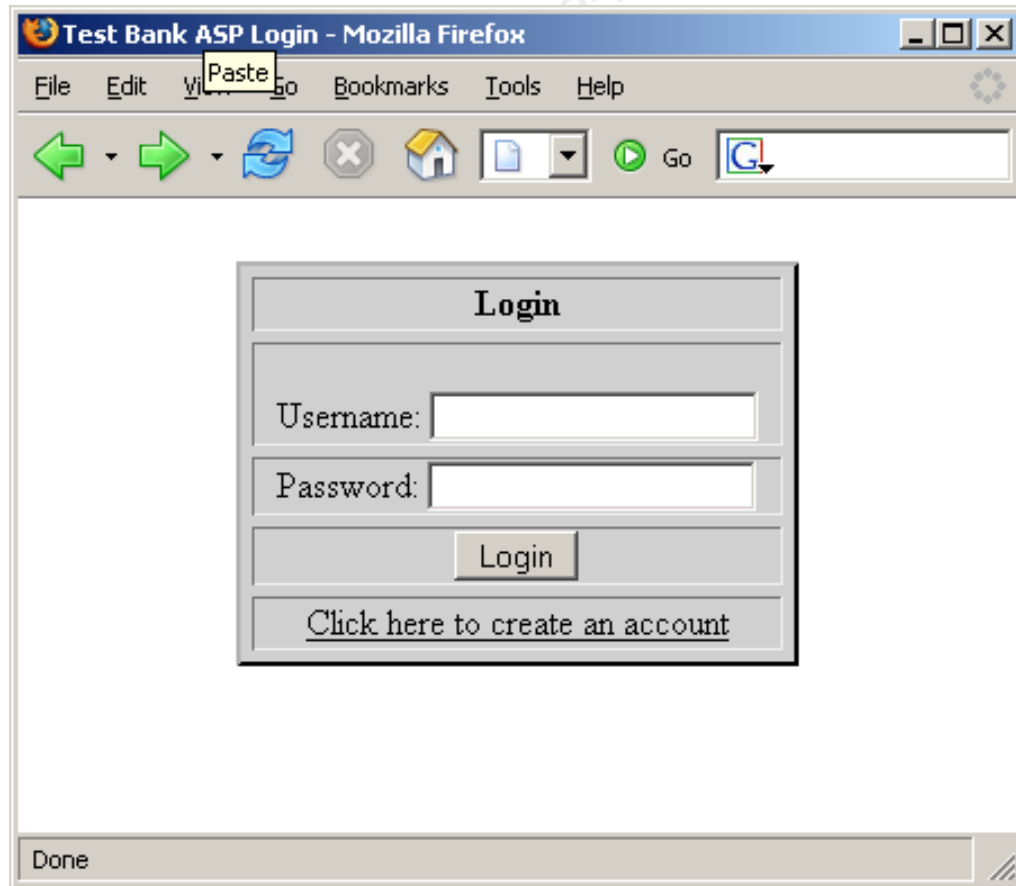 Test Bank ASP Login - Mozilla Firefox
Paste
File Edit Go Bookmarks Tools Help
Go
Login
Username:
Password:
Login
Click here to create an account
Done